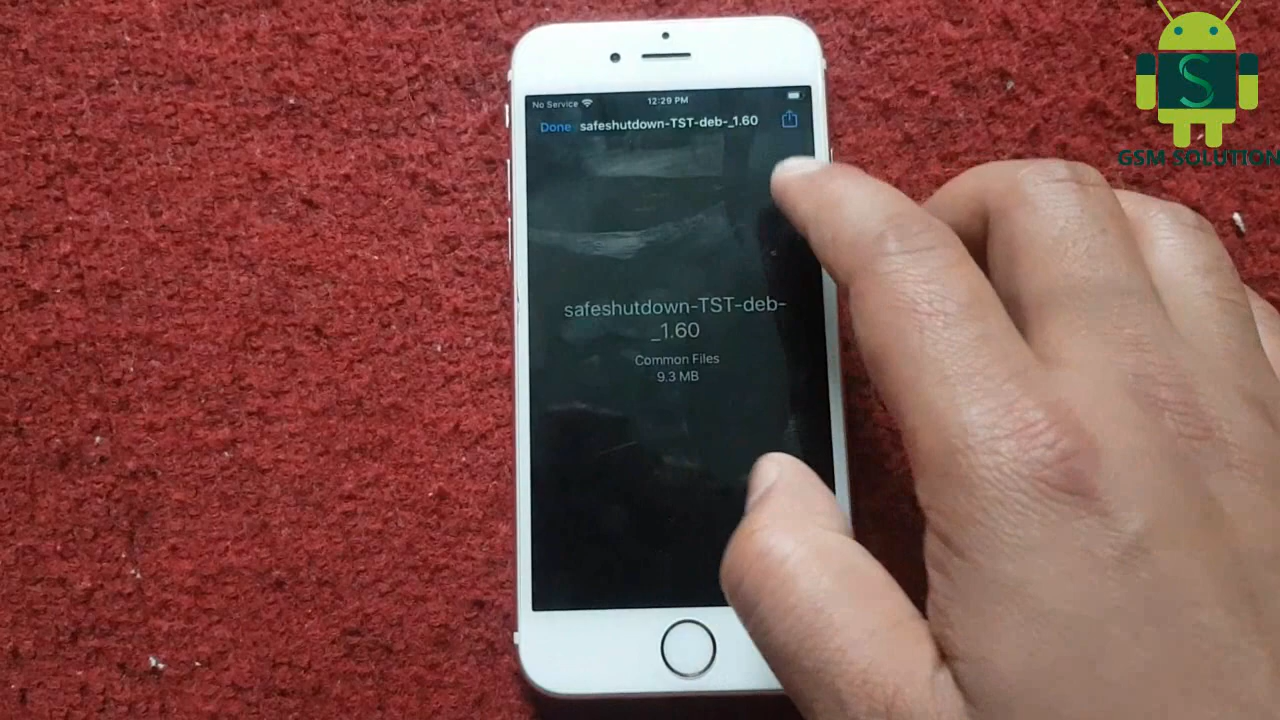 No Service 12:29 PM
Done safeshutdown-TST-deb-_1.60
safeshutdown-TST-deb-
_1.60
Common Files
9.3 MB
S
GSM SOLUTION